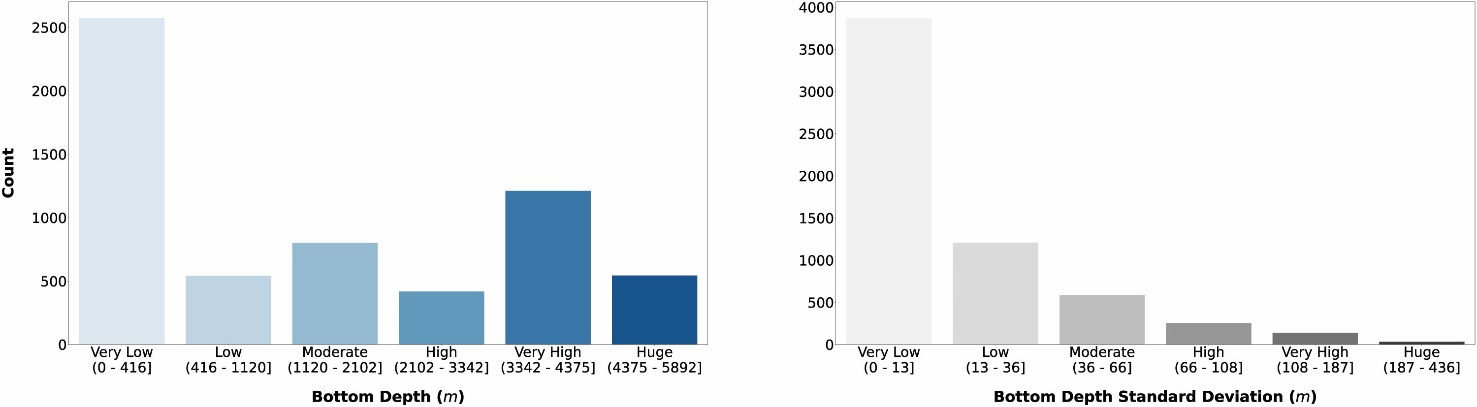 Count
2500
2000
1500
1000
500
0
Very Low Low Moderate High Very High Huge
(0 - 416] (416 - 1120] (1120 - 2102] (2102 - 3342] (3342 - 4375] (4375 - 5892]
Bottom Depth (m)
4000
3500
3000
2500
2000
1500
1000
500
0
Very Low Low Moderate High Very High Huge
(0 - 13] (13 - 36] (36 - 66] (66 - 108] (108 - 187] (187 - 436]
Bottom Depth Standard Deviation (m)